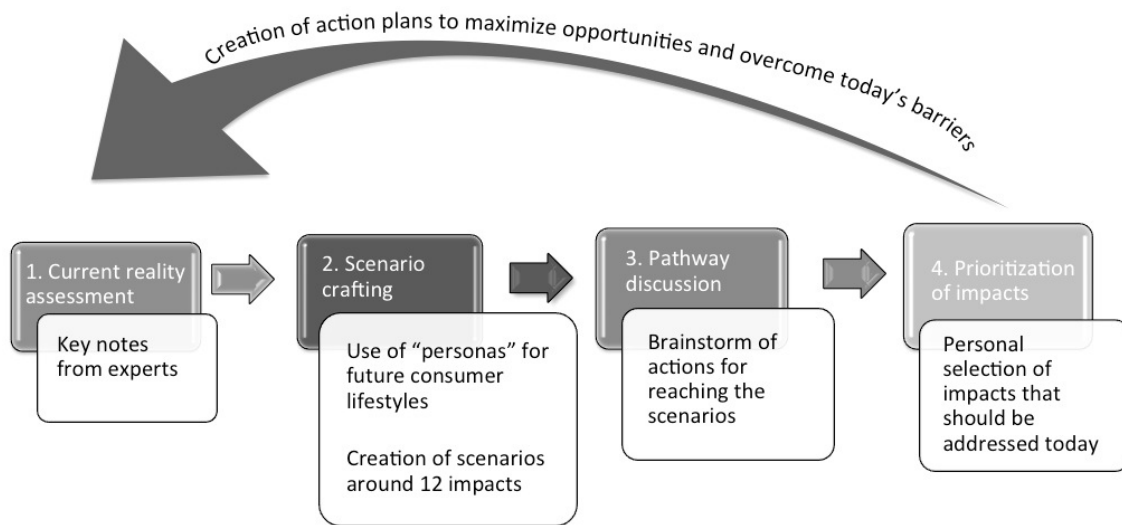 Creation of action plans to maximize opportunities and overcome today’s barriers
1. Current reality
assessment
Key notes
from experts
2. Scenario
crafting
Use of “personas” for
future consumer
lifestyles
Creation of scenarios
around 12 impacts
3. Pathway
discussion
Brainstorm of
actions for
reaching the
scenarios
4. Prioritization
of impacts
Personal
selection of
impacts that
should be
addressed today